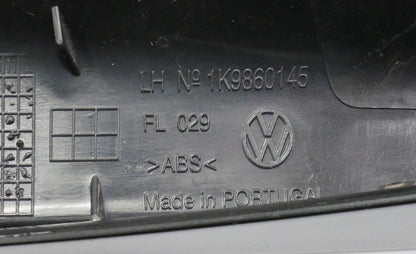 LH Nº 1K9860145
FL 029
>ABS<
Made in PORTUGAL